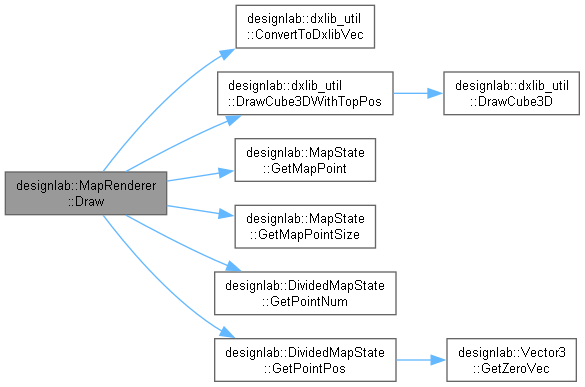 designlab::MapRenderer
::Draw
designlab::dxlib_util
::ConvertToDxlibVec
designlab::dxlib_util
::DrawCube3DWithTopPos
designlab::dxlib_util
::DrawCube3D
designlab::MapState
::GetMapPoint
designlab::MapState
::GetMapPointSize
designlab::DividedMapState
::GetPointNum
designlab::DividedMapState
::GetPointPos
designlab::Vector3
::GetZeroVec